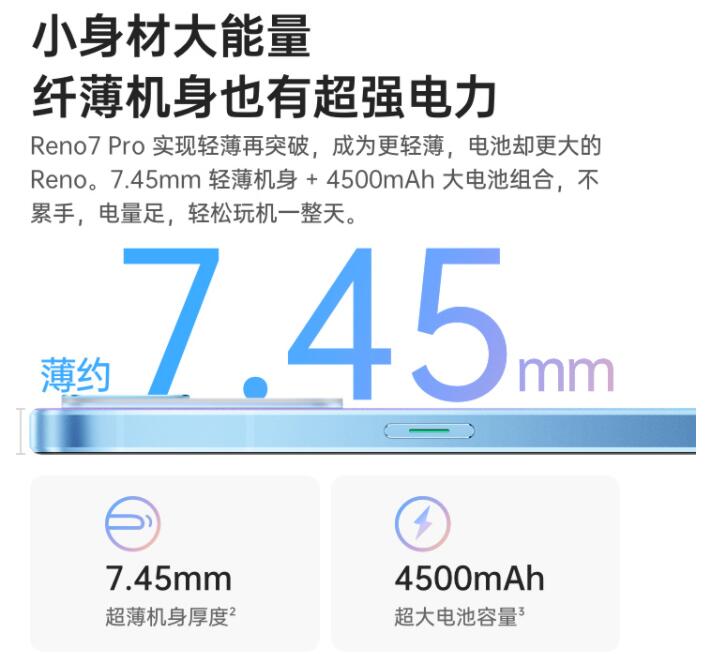 小身材大能量
纤薄机身也有超强电力
Reno7 Pro 实现轻薄再突破，成为更轻薄，电池却更大的
Reno。7.45mm 轻薄机身 + 4500mAh 大电池组合，不
累手，电量足，轻松玩机一整天。
薄约 7.45mm
7.45mm
超薄机身厚度²
4500mAh
超大电池容量³